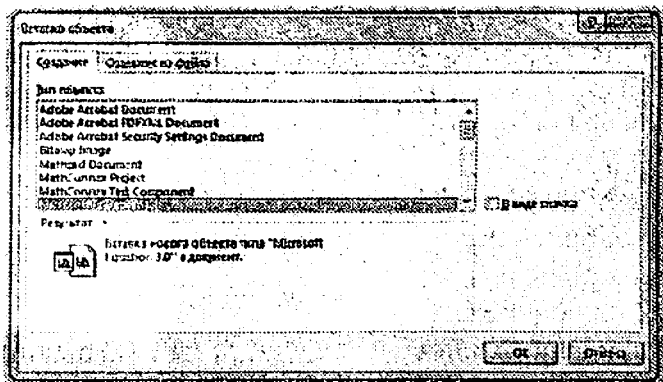 Вставка объекта
Создание Создание из файла
Тип объекта:
Adobe Acrobat Document
Adobe Acrobat PDFXML Document
Adobe Acrobat Security Settings Document
Bitmap Image
Mathcad Document
MathConnex Project
MathConnex Text Component
В виде значка
Результат
Вставка нового объекта типа "Microsoft
Equation 3.0" в документ.
ОК Отмена